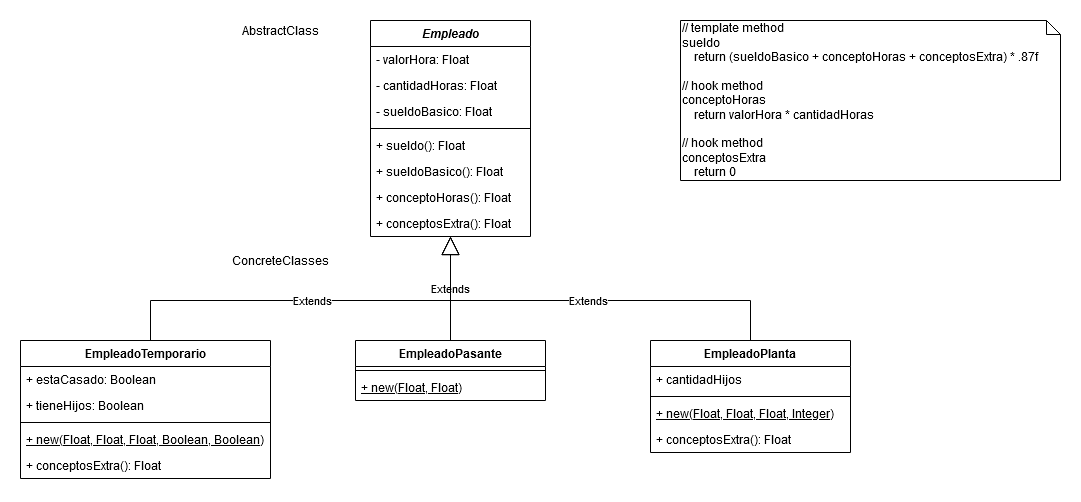 AbstractClass
Empleado
- valorHora: Float
- cantidadHoras: Float
- sueldoBasico: Float
+ sueldo(): Float
+ sueldoBasico(): Float
+ conceptoHoras(): Float
+ conceptosExtra(): Float
// template method
sueldo
return (sueldoBasico + conceptoHoras + conceptosExtra) * .87f
// hook method
conceptoHoras
return valorHora * cantidadHoras
// hook method
conceptosExtra
return 0
ConcreteClasses
Extends
Extends
Extends
EmpleadoTemporario
+ estaCasado: Boolean
+ tieneHijos: Boolean
+ new(Float, Float, Float, Boolean, Boolean)
+ conceptosExtra(): Float
EmpleadoPasante
+ new(Float, Float)
EmpleadoPlanta
+ cantidadHijos
+ new(Float, Float, Float, Integer)
+ conceptosExtra(): Float